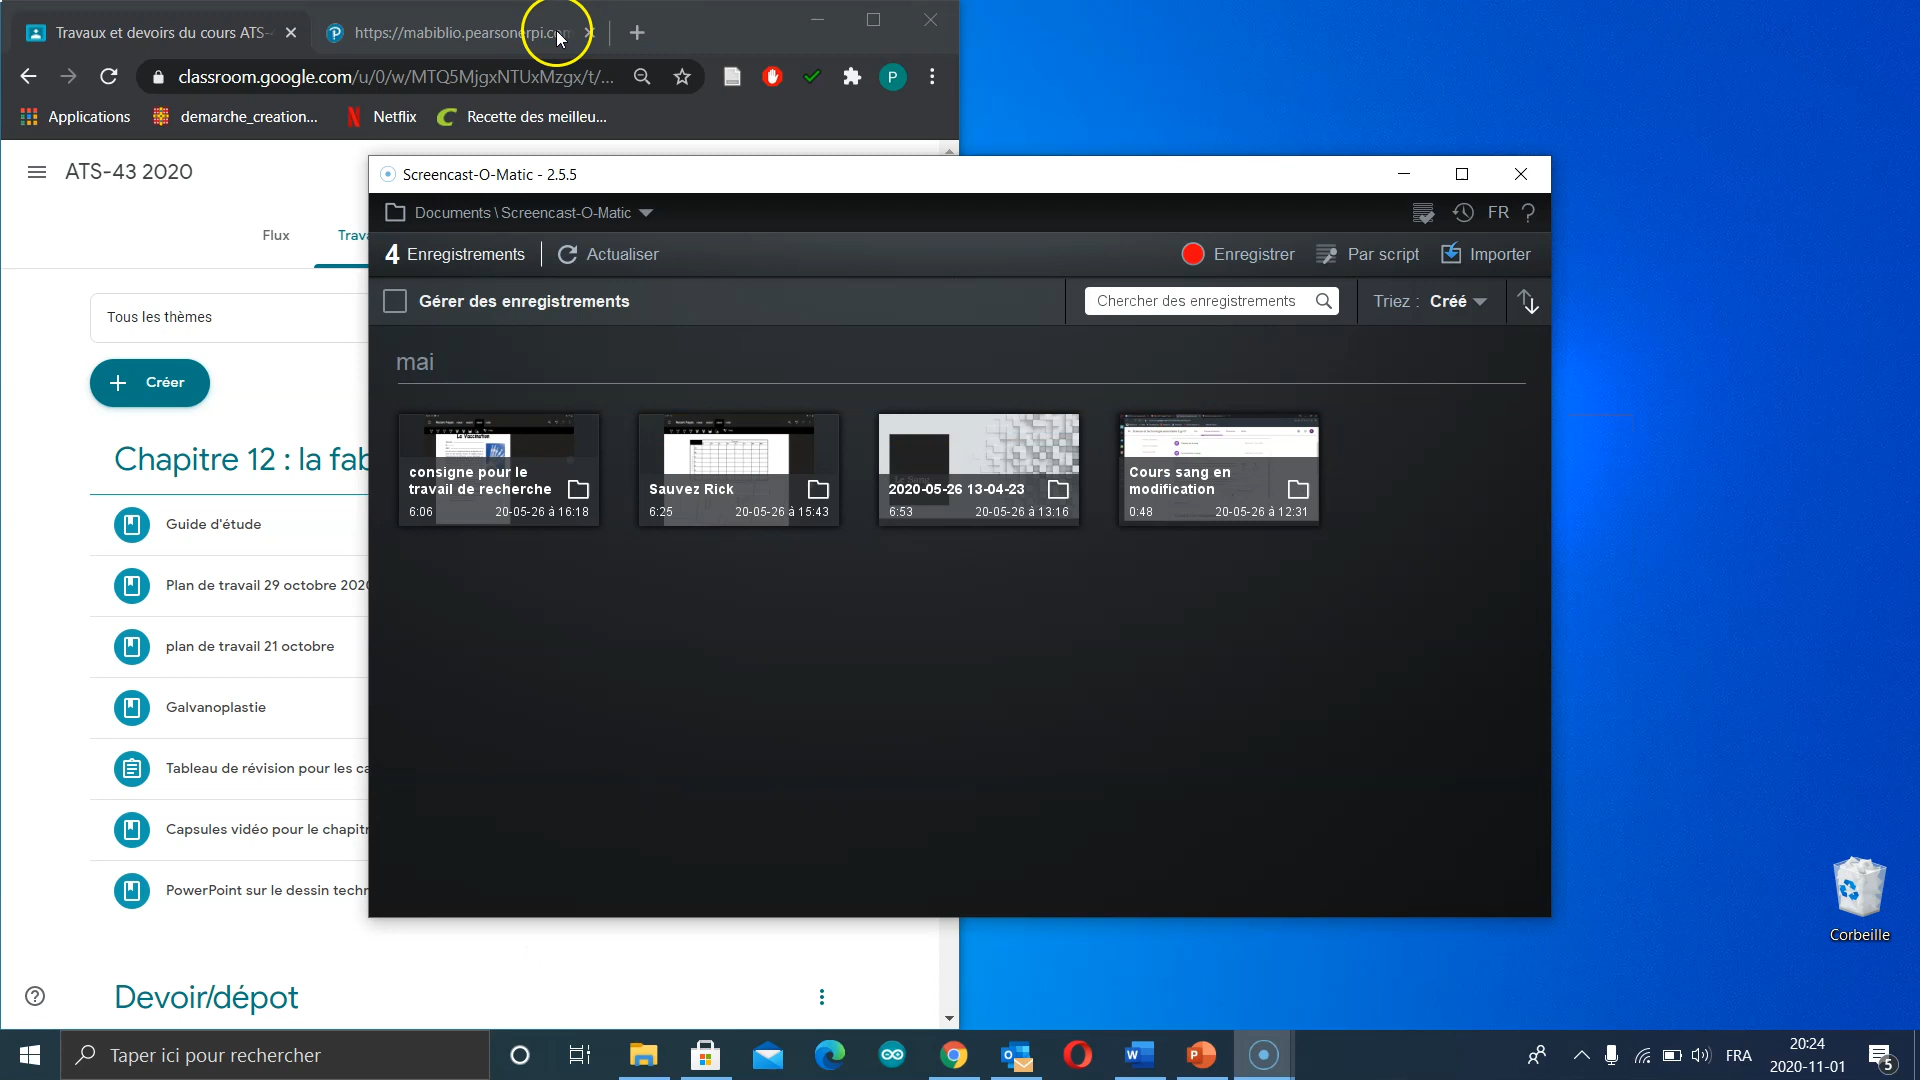 Travaux et devoirs du cours ATS-
https://mabiblio.pearsonerpi.com
classroom.google.com/u/0/w/MTQ5MjgxNTUxMzgx/t/...
P
Applications
demarche_creation...
Netflix
Recette des meilleu...
ATS-43 2020
Flux
Trava
Tous les thèmes
Créer
Chapitre 12 : la fab
Guide d'étude
Plan de travail 29 octobre 2020
plan de travail 21 octobre
Galvanoplastie
Tableau de révision pour les ca
Capsules vidéo pour le chapitr
PowerPoint sur le dessin techn
Devoir/dépot
Screencast-O-Matic - 2.5.5
Documents \ Screencast-O-Matic
FR ?
4 Enregistrements
Actualiser
Enregistrer
Par script
Importer
Gérer des enregistrements
Chercher des enregistrements
Triez : Créé
mai
La Vaccination
consigne pour le
travail de recherche
6:06 20-05-26 à 16:18
Sauvez Rick
6:25 20-05-26 à 15:43
2020-05-26 13-04-23
6:53 20-05-26 à 13:16
Cours sang en
modification
0:48 20-05-26 à 12:31
Corbeille
Taper ici pour rechercher
FRA
20:24
2020-11-01
5